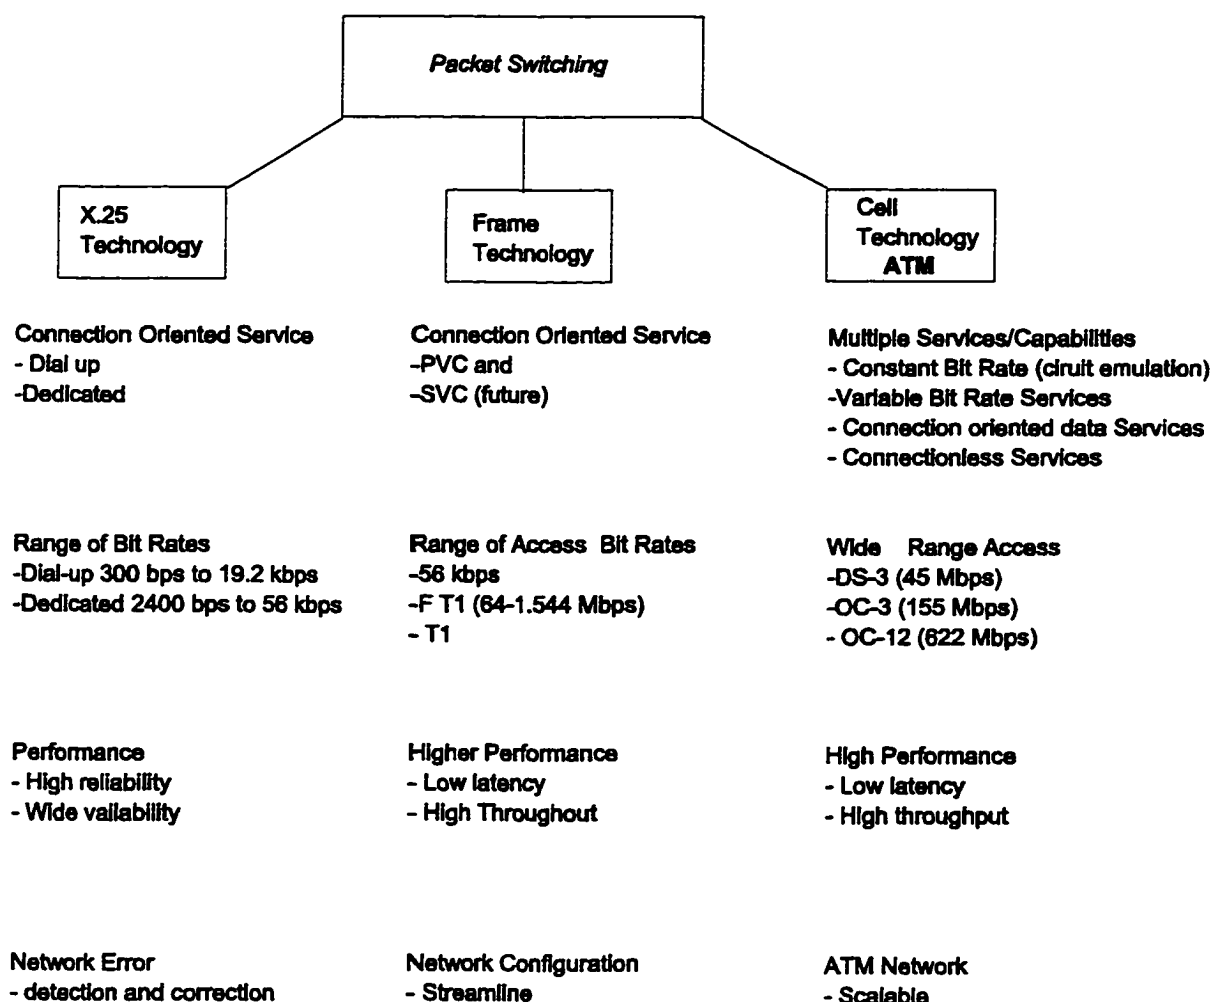 Packet Switching
X.25
Technology
Frame
Technology
Cell
Technology
ATM
Connection Oriented Service
- Dial up
-Dedicated
Connection Oriented Service
-PVC and
-SVC (future)
Multiple Services/Capabilities
- Constant Bit Rate (ciruit emulation)
-Variable Bit Rate Services
- Connection oriented data Services
- Connectionless Services
Range of Bit Rates
-Dial-up 300 bps to 19.2 kbps
-Dedicated 2400 bps to 56 kbps
Range of Access Bit Rates
-56 kbps
-F T1 (64-1.544 Mbps)
- T1
Wide Range Access
-DS-3 (45 Mbps)
-OC-3 (155 Mbps)
- OC-12 (622 Mbps)
Performance
- High reliability
- Wide vailability
Higher Performance
- Low latency
- High Throughout
High Performance
- Low latency
- High throughput
Network Error
- detection and correction
Network Configuration
- Streamline
ATM Network
- Scalable